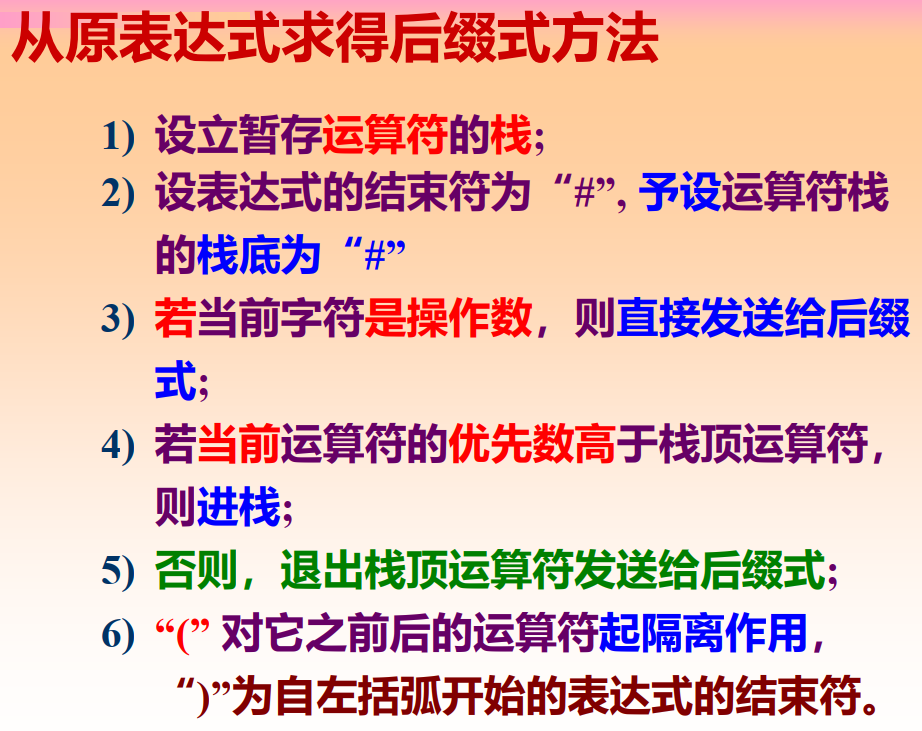 从原表达式求得后缀式方法
1) 设立暂存运算符的栈;
2) 设表达式的结束符为“#”, 予设运算符栈
的栈底为“#”
3) 若当前字符是操作数，则直接发送给后缀
式;
4) 若当前运算符的优先数高于栈顶运算符，
则进栈;
5) 否则，退出栈顶运算符发送给后缀式;
6) “(” 对它之前后的运算符起隔离作用，
“)”为自左括弧开始的表达式的结束符。